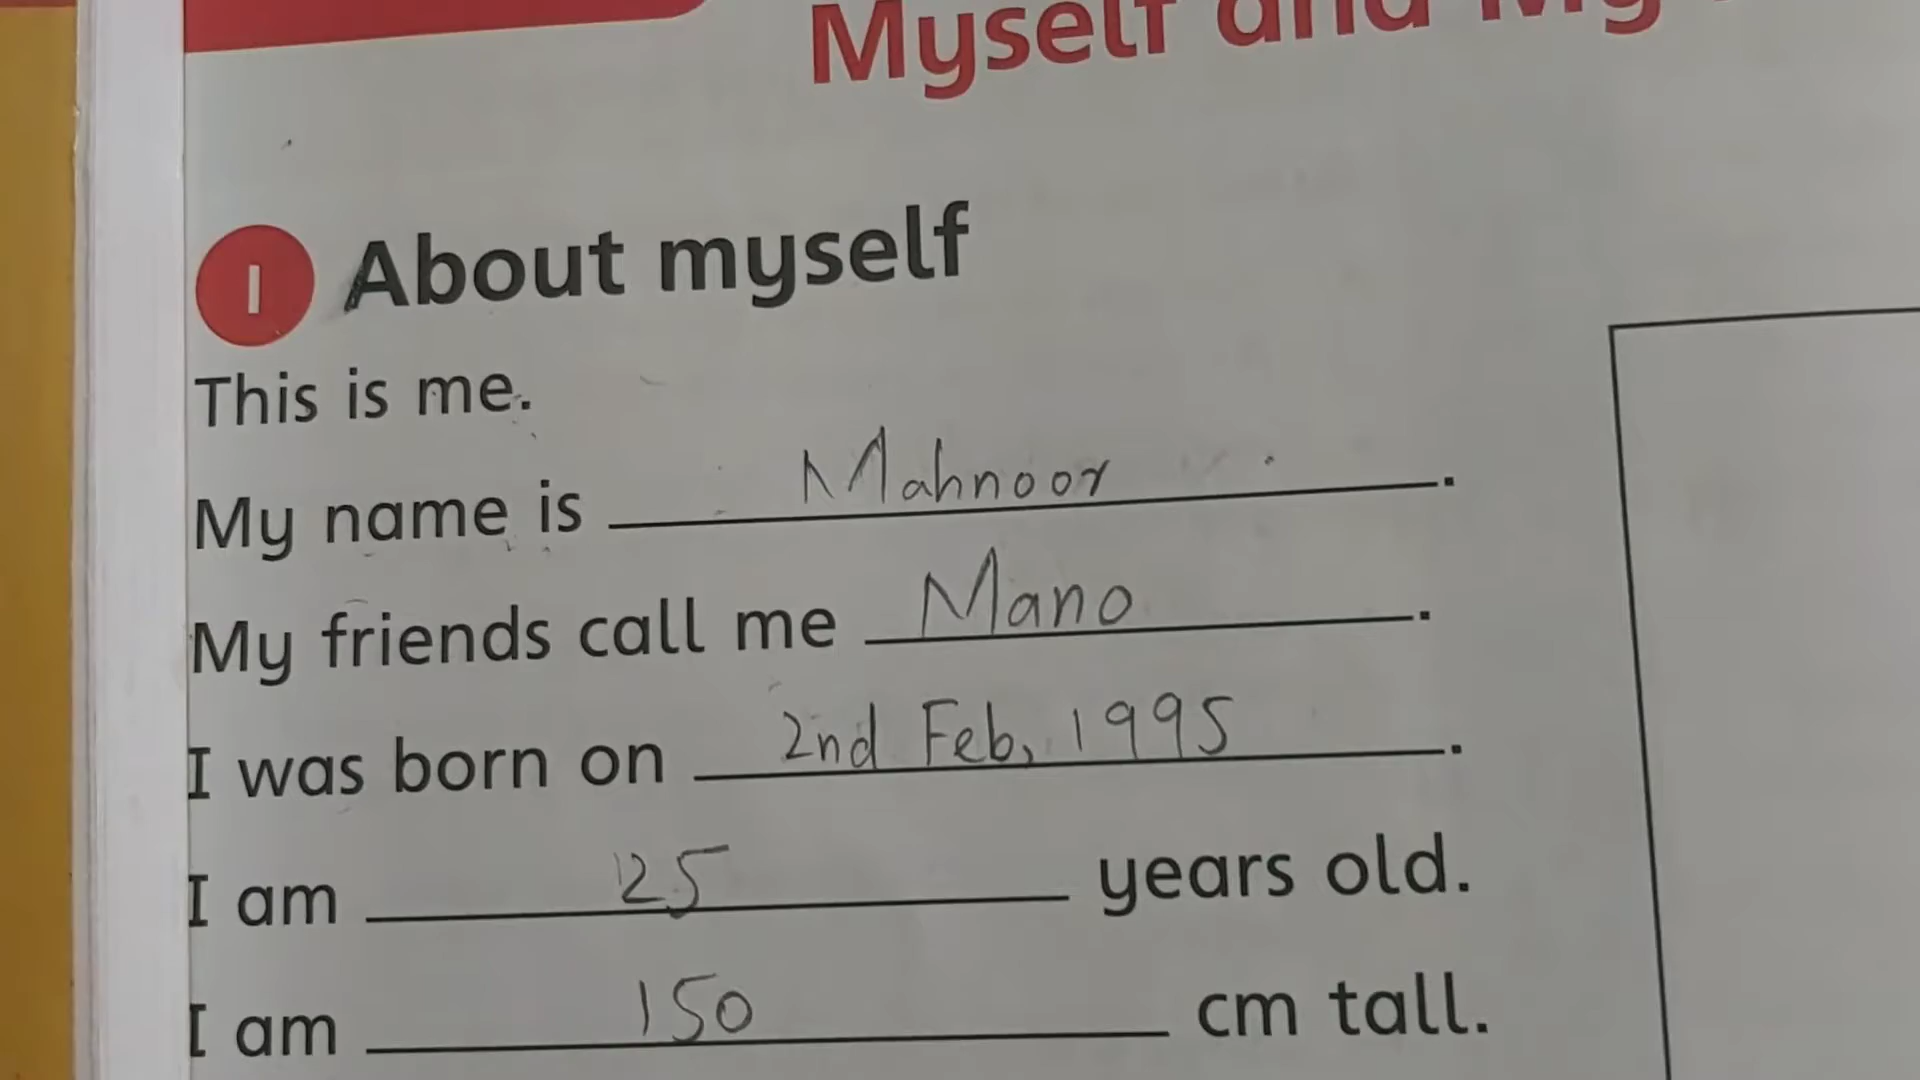 Myself and My
1 About myself
This is me.
My name is Mahnoor.
My friends call me Mano.
I was born on 2nd Feb, 1995.
I am 25 years old.
I am 150 cm tall.